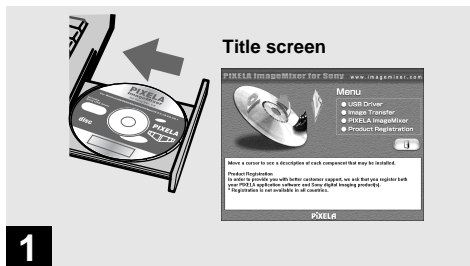 Title screen
PIXELA ImageMixer for Sony www.imagemixer.com
Menu
USB Driver
Image Transfer
PIXELA ImageMixer
Product Registration
Move a cursor to see a description of each component that may be installed.
Product Registration
In order to provide you with better customer support, we ask that you register both
your PIXELA application software and Sony digital imaging product(s).
* Registration is not available in all countries.
PIXELA
PIXELA
disc
PIXELA
1